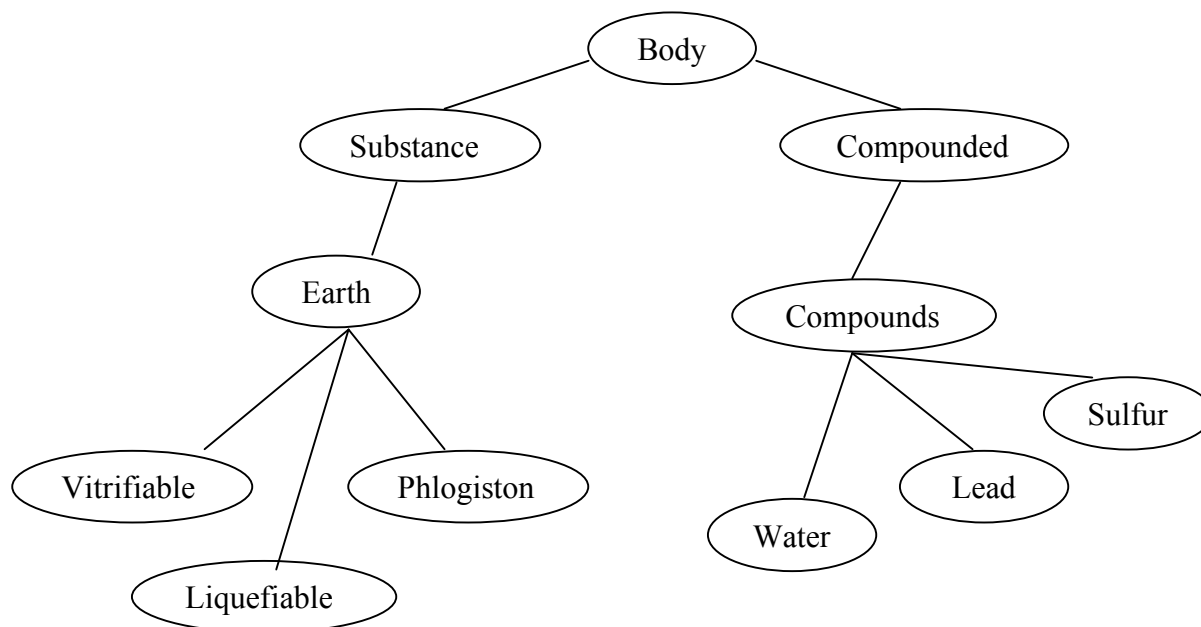 Body
Substance
Compounded
Earth
Compounds
Sulfur
Vitrifiable
Phlogiston
Lead
Water
Liquefiable